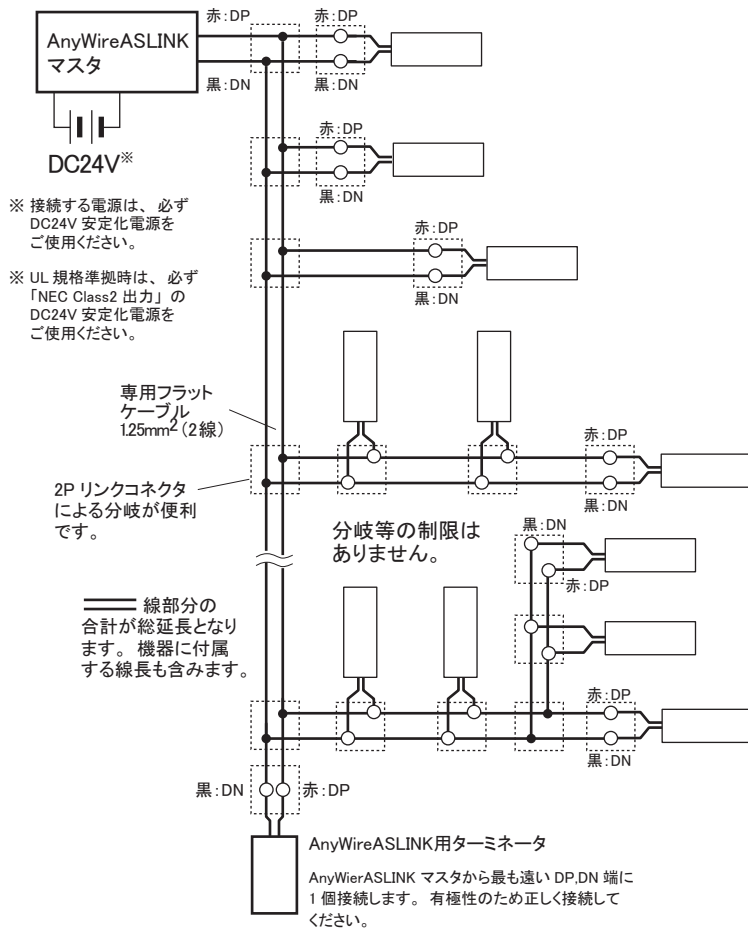 赤：DP
赤：DP
AnyWireASLINK
マスタ
黒：DN
黒：DN
DC24V※
赤：DP
黒：DN
※ 接続する電源は、必ず
DC24V 安定化電源を
ご使用ください。
赤：DP
黒：DN
※ UL 規格準拠時は、必ず
「NEC Class2 出力」の
DC24V 安定化電源を
ご使用ください。
専用フラット
ケーブル
1.25mm²（2線）
赤：DP
黒：DN
2P リンクコネクタ
による分岐が便利
です。
分岐等の制限は
ありません。
黒：DN
赤：DP
線部分の
合計が総延長となり
ます。機器に付属
する線長も含みます。
赤：DP
黒：DN
黒：DN
赤：DP
AnyWireASLINK用ターミネータ
AnyWierASLINK マスタから最も遠い DP,DN 端に
1 個接続します。有極性のため正しく接続して
ください。